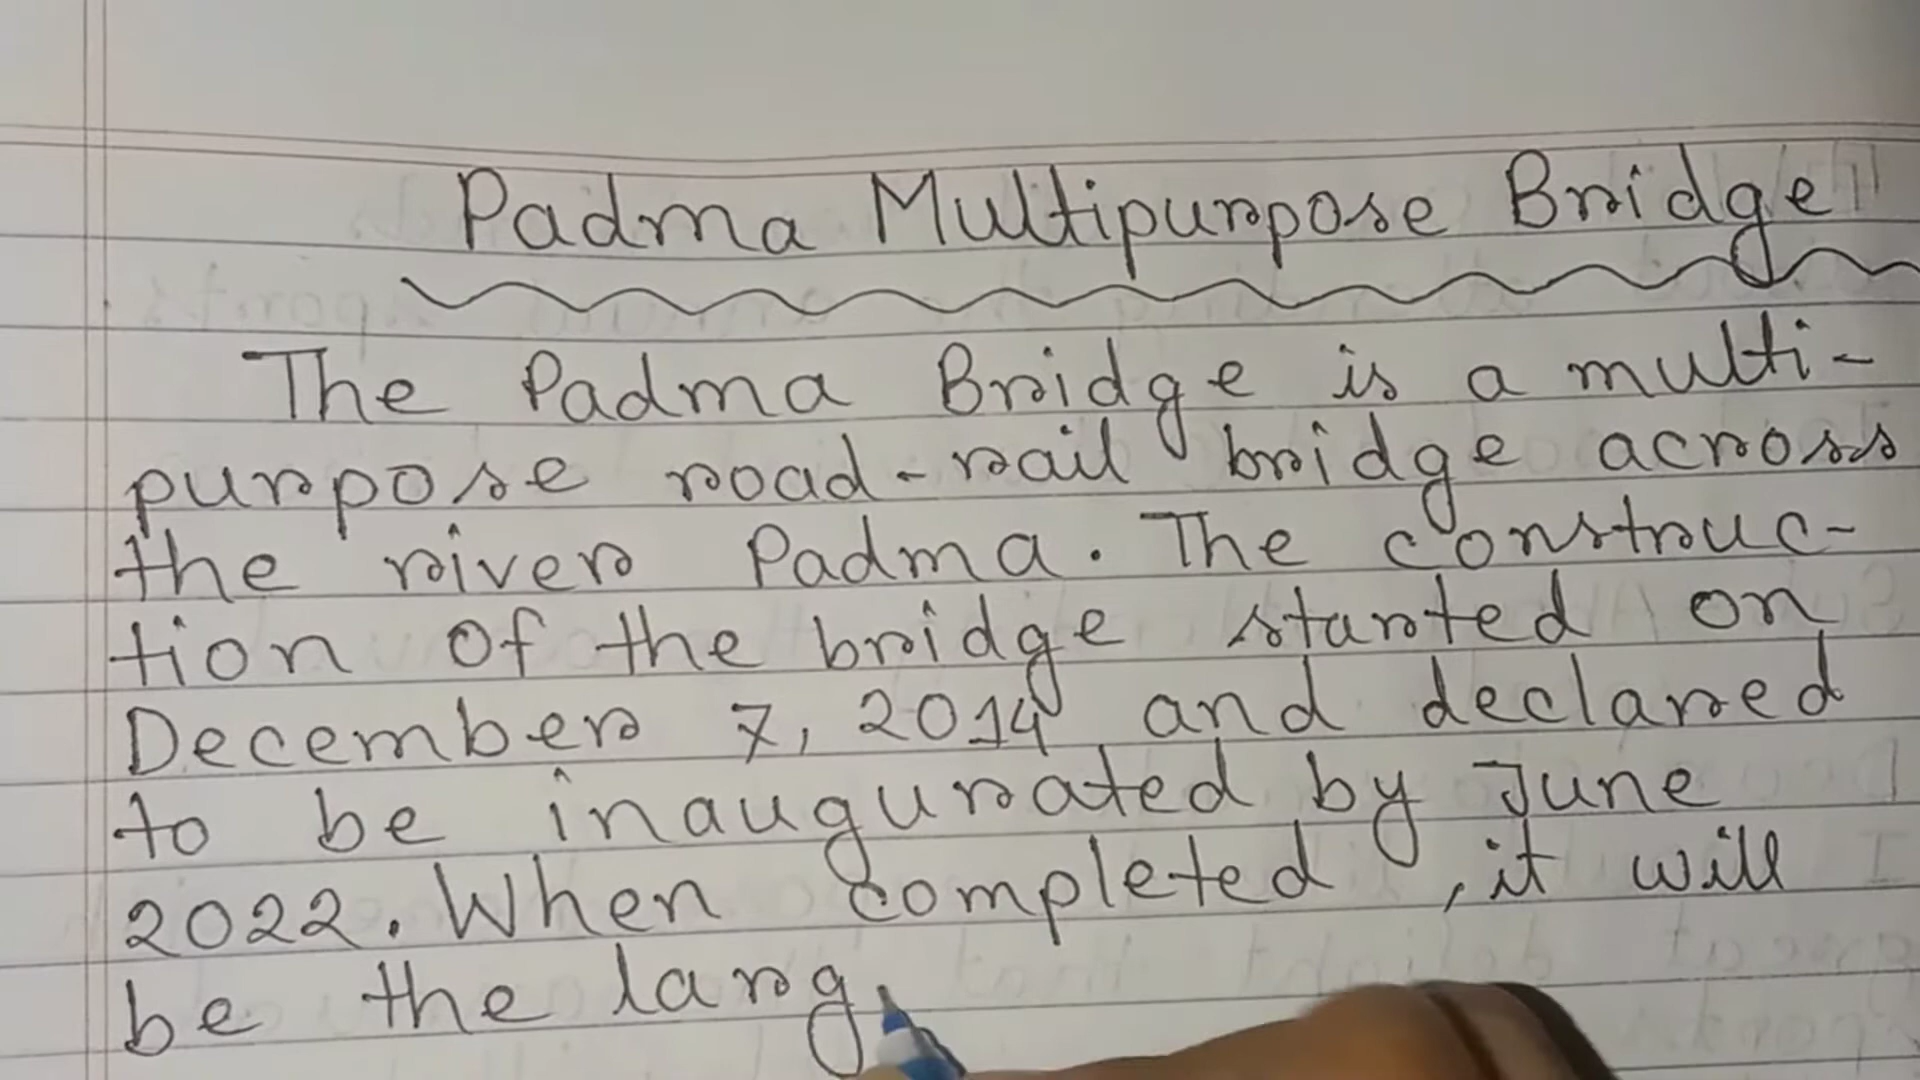 Padma Multipurpose Bridge
The Padma Bridge is a multi-
purpose road-rail bridge across
the river Padma. The construc-
tion of the bridge started on
December 7, 2014 and declared
to be inaugurated by June
2022. When completed, it will
be the larg